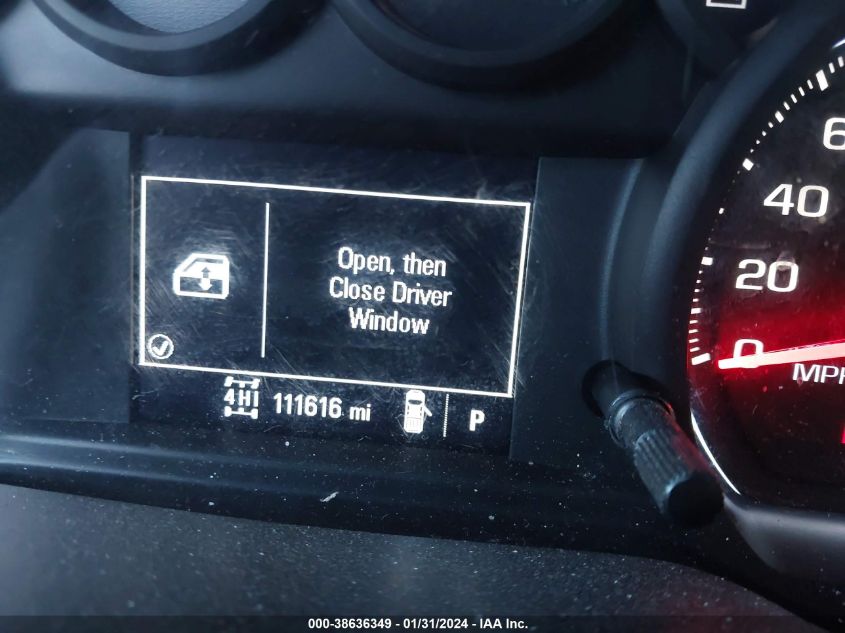 Open, then
Close Driver
Window
4HI 111616 mi P
40
20
0
MPH
000-38636349 - 01/31/2024 - IAA Inc.